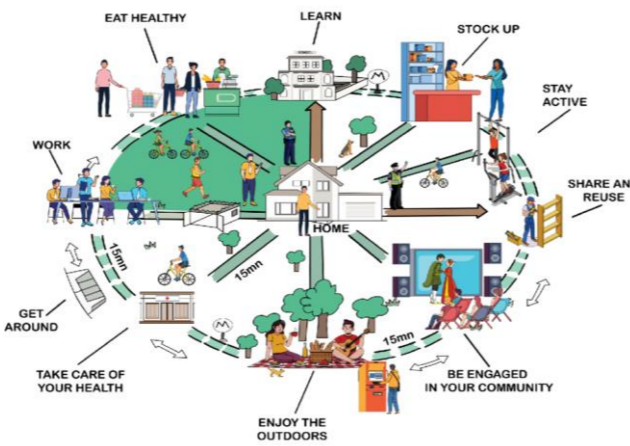 EAT HEALTHY
LEARN
STOCK UP
STAY
ACTIVE
M
WORK
SHARE AN
REUSE
HOME
15mn
15mn
GET
AROUND
M
15mn
TAKE CARE OF
YOUR HEALTH
BE ENGAGED
IN YOUR COMMUNITY
ENJOY THE
OUTDOORS